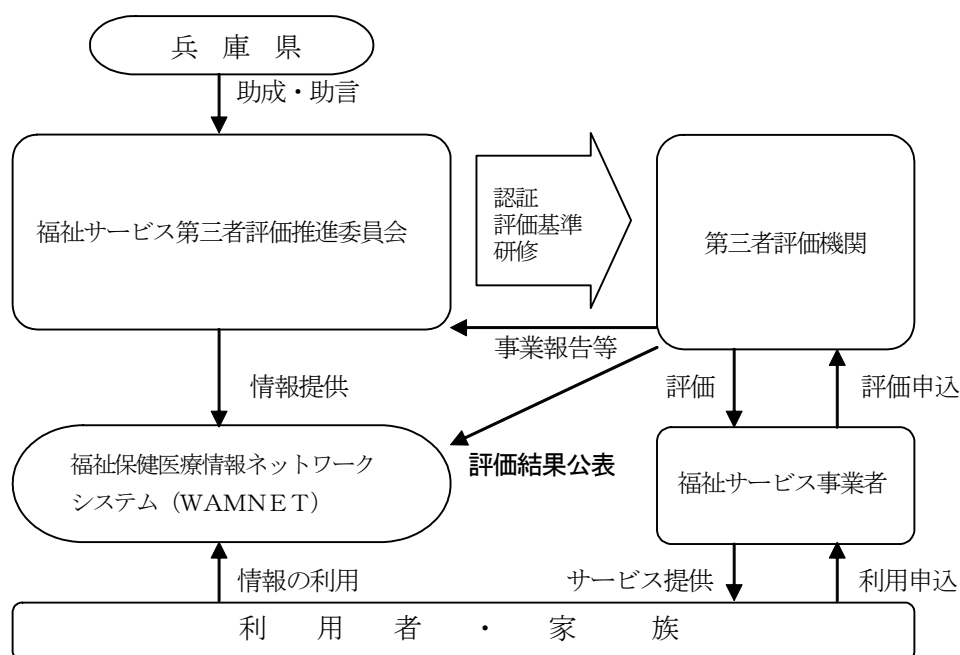 兵 庫 県
助成・助言
福祉サービス第三者評価推進委員会
認証
評価基準
研修
第三者評価機関
事業報告等
情報提供
評価
評価申込
福祉保健医療情報ネットワーク
システム（WAMNET）
評価結果公表
福祉サービス事業者
情報の利用
サービス提供
利用申込
利 用 者 ・ 家 族